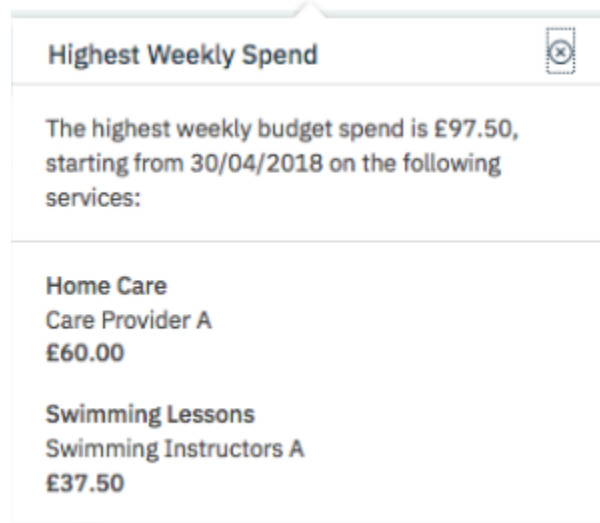 Highest Weekly Spend
The highest weekly budget spend is £97.50,
starting from 30/04/2018 on the following
services:
Home Care
Care Provider A
£60.00
Swimming Lessons
Swimming Instructors A
£37.50